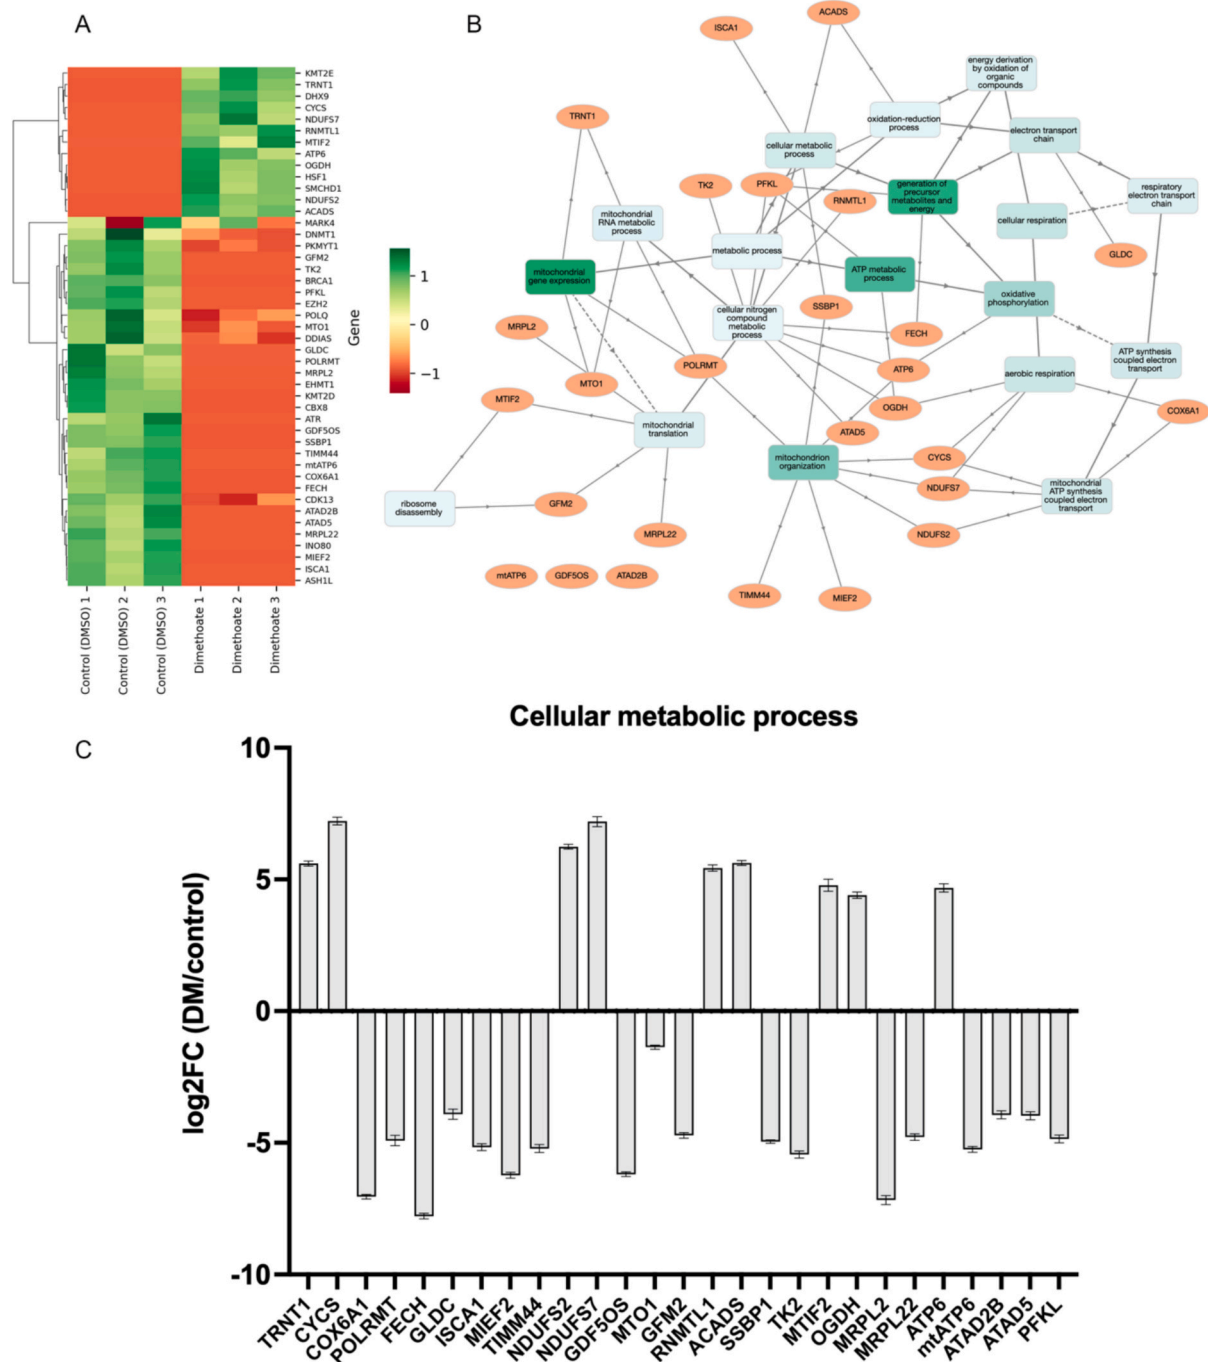 A
KMT2E
TRNT1
DHX9
CYCS
NDUFS7
RNMTL1
MTIF2
ATP6
OGDH
HSF1
SMCHD1
NDUFS2
ACADS
MARK4
DNMT1
PKMYT1
GFM2
TK2
BRCA1
PFKL
EZH2
POLQ
MTO1
DDIAS
GLDC
POLRMT
MRPL2
EHMT1
KMT2D
CBX8
ATR
GDF5OS
SSBP1
TIMM44
mtATP6
COX6A1
FECH
CDK13
ATAD2B
ATAD5
MRPL22
INO80
MIEF2
ISCA1
ASH1L
Gene
1
0
−1
Control (DMSO) 1
Control (DMSO) 2
Control (DMSO) 3
Dimethoate 1
Dimethoate 2
Dimethoate 3
B
ISCA1
ACADS
energy derivation
by oxidation of
organic
compounds
TRNT1
oxidation-reduction
process
electron transport
chain
cellular metabolic
process
TK2
PFKL
RNMTL1
generation of
precursor
metabolites and
energy
respiratory
electron transport
chain
mitochondrial
RNA metabolic
process
cellular respiration
metabolic process
GLDC
mitochondrial
gene expression
ATP metabolic
process
oxidative
phosphorylation
SSBP1
MRPL2
cellular nitrogen
compound
metabolic
process
FECH
ATP synthesis
coupled electron
transport
POLRMT
ATP6
aerobic respiration
MTO1
MTIF2
OGDH
COX6A1
mitochondrial
translation
ATAD5
mitochondrion
organization
CYCS
NDUFS7
mitochondrial
ATP synthesis
coupled electron
transport
ribosome
disassembly
GFM2
MRPL22
NDUFS2
mtATP6
GDF5OS
ATAD2B
TIMM44
MIEF2
C
Cellular metabolic process
log2FC (DM/control)
10
5
0
-5
-10
TRNT1
CYCS
COX6A1
POLRMT
FECH
GLDC
ISCA1
MIEF2
TIMM44
NDUFS2
NDUFS7
GDF5OS
MTO1
GFM2
RNMTL1
ACADS
SSBP1
TK2
MTIF2
OGDH
MRPL2
MRPL22
ATP6
mtATP6
ATAD2B
ATAD5
PFKL